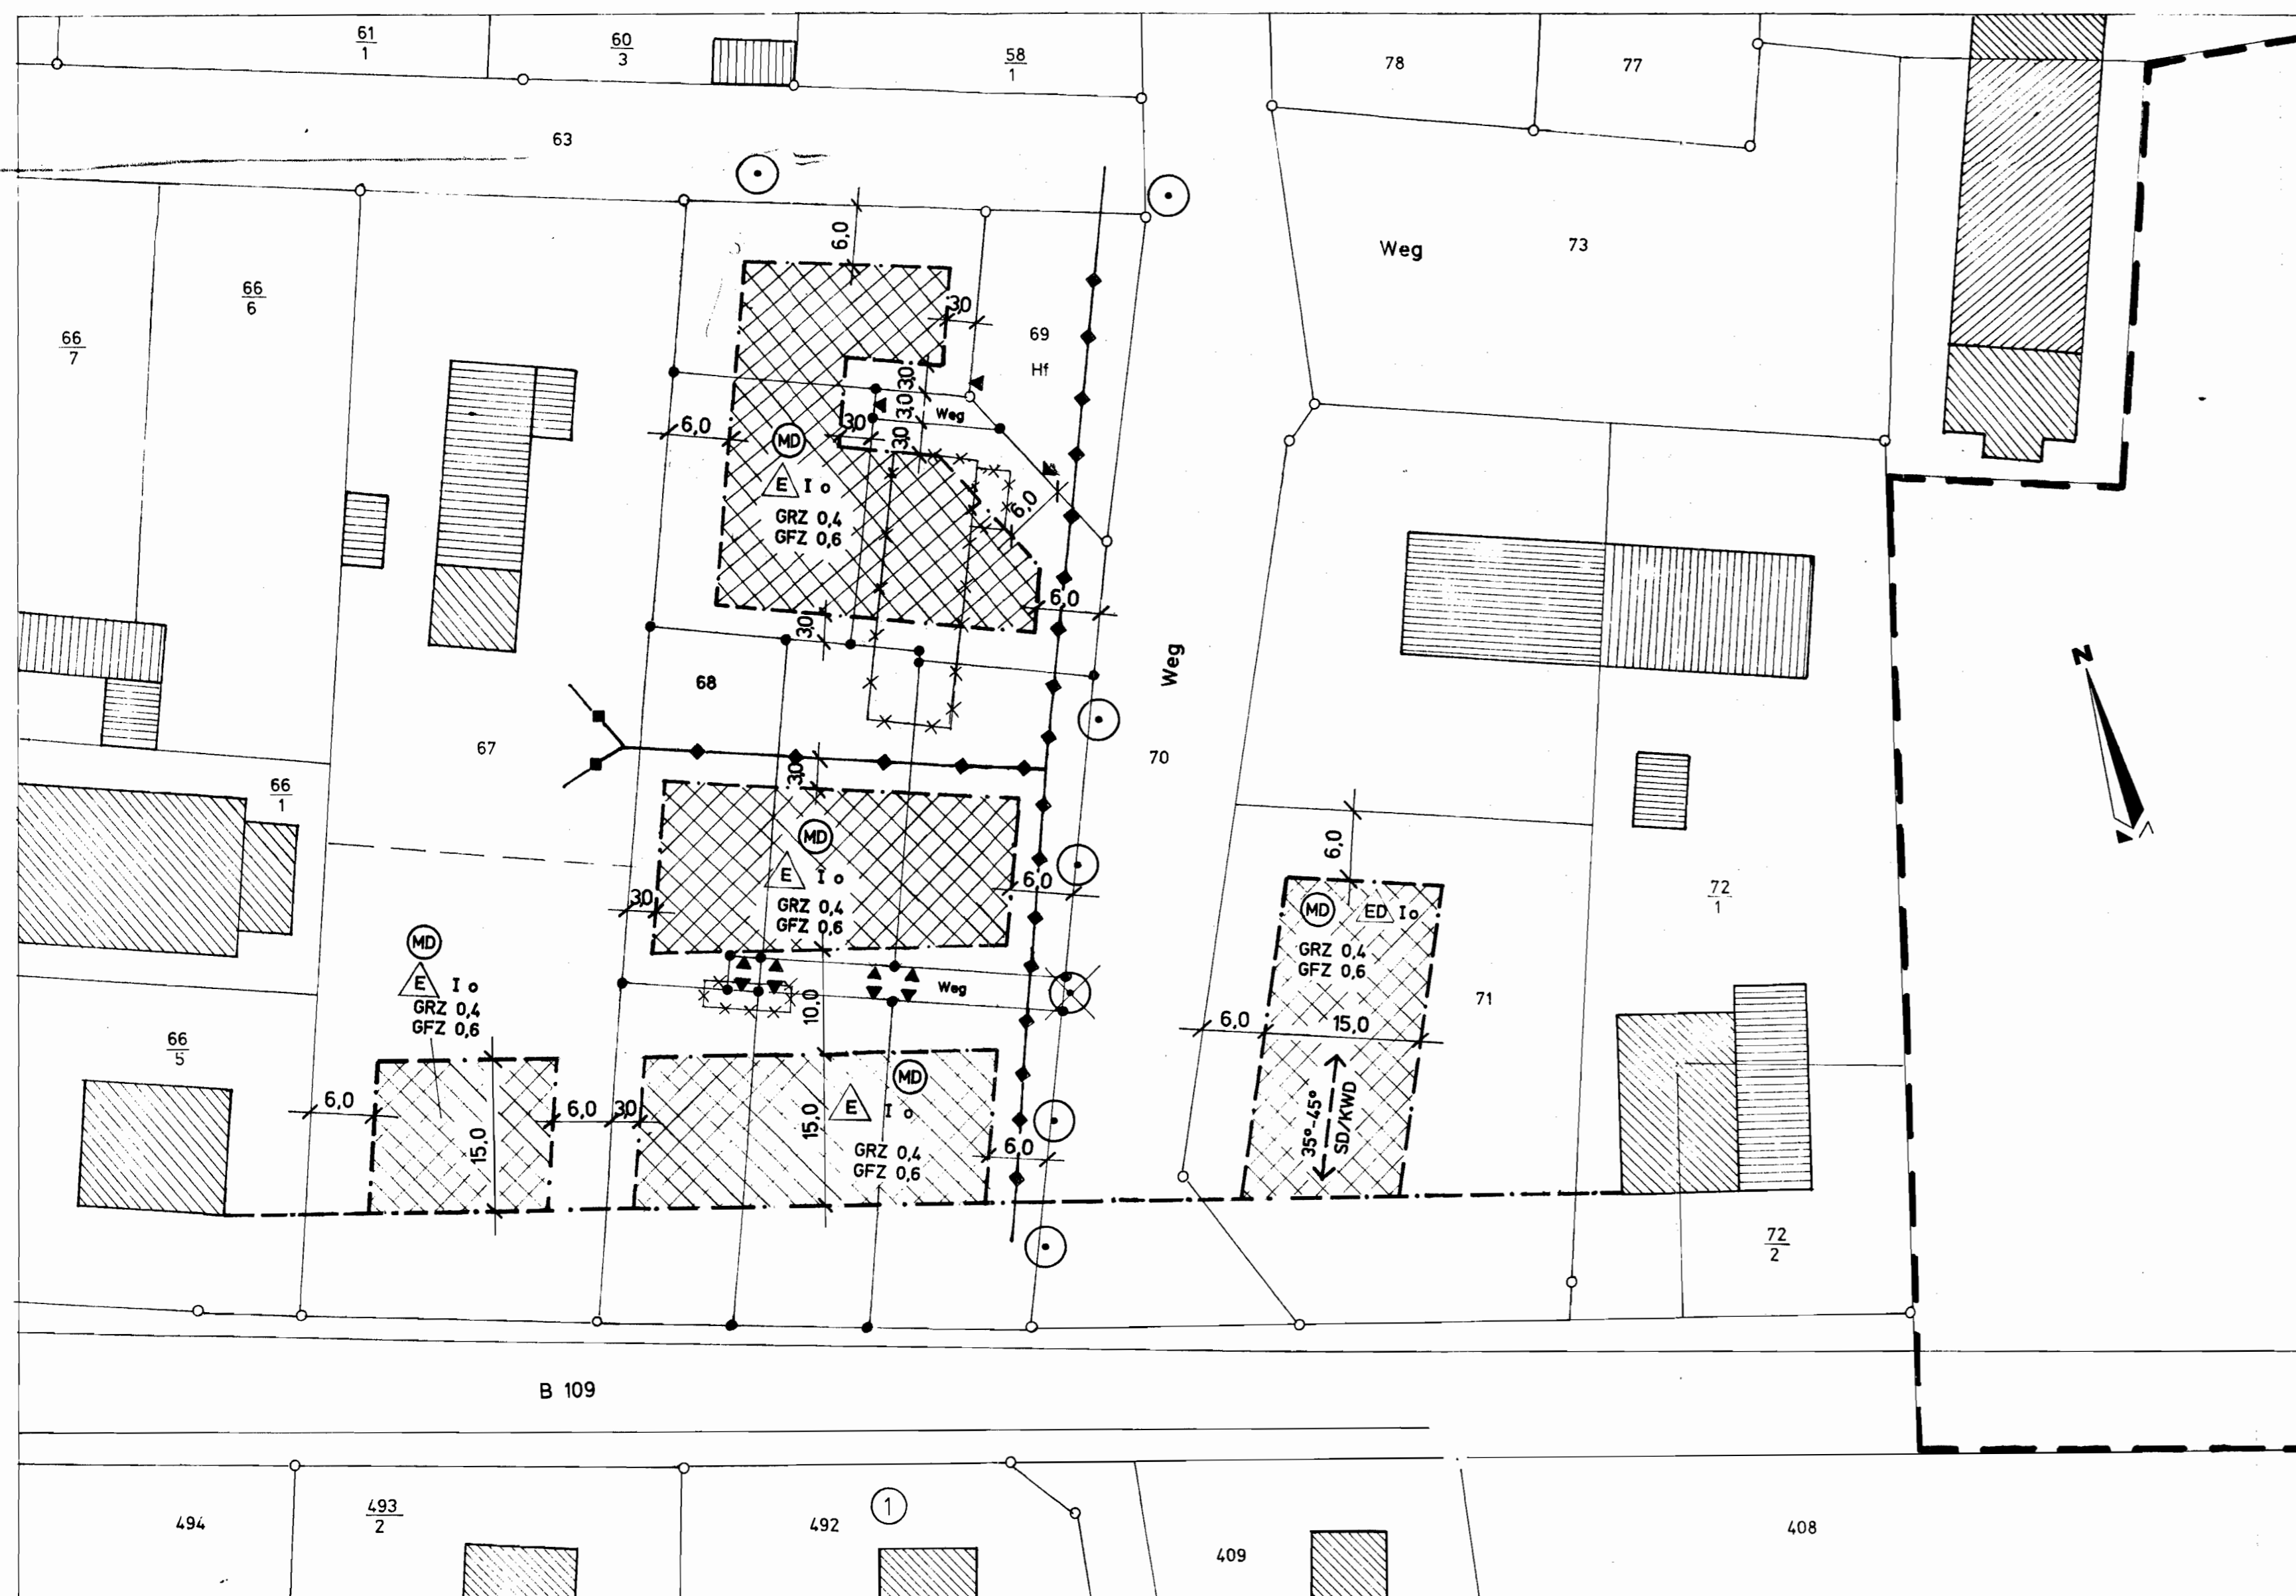 61
1
60
3
58
1
78
77
63
6,0
Weg
73
66
6
66
7
3,0
69
Hf
3,0
3,0
Weg
3,0
3,0
6,0
MD
E I o
GRZ 0,4
GFZ 0,6
6,0
6,0
3,0
68
Weg
N
67
70
3,0
66
1
MD
E I o
GRZ 0,4
GFZ 0,6
6,0
3,0
6,0
MD ED I o
GRZ 0,4
GFZ 0,6
72
1
71
MD
E I o
GRZ 0,4
GFZ 0,6
Weg
10,0
66
5
6,0
15,0
6,0
15,0
6,0
3,0
MD
E I o
15,0
GRZ 0,4
GFZ 0,6
6,0
35°-45°
SD/KWD
72
2
B 109
494
493
2
492
1
409
408